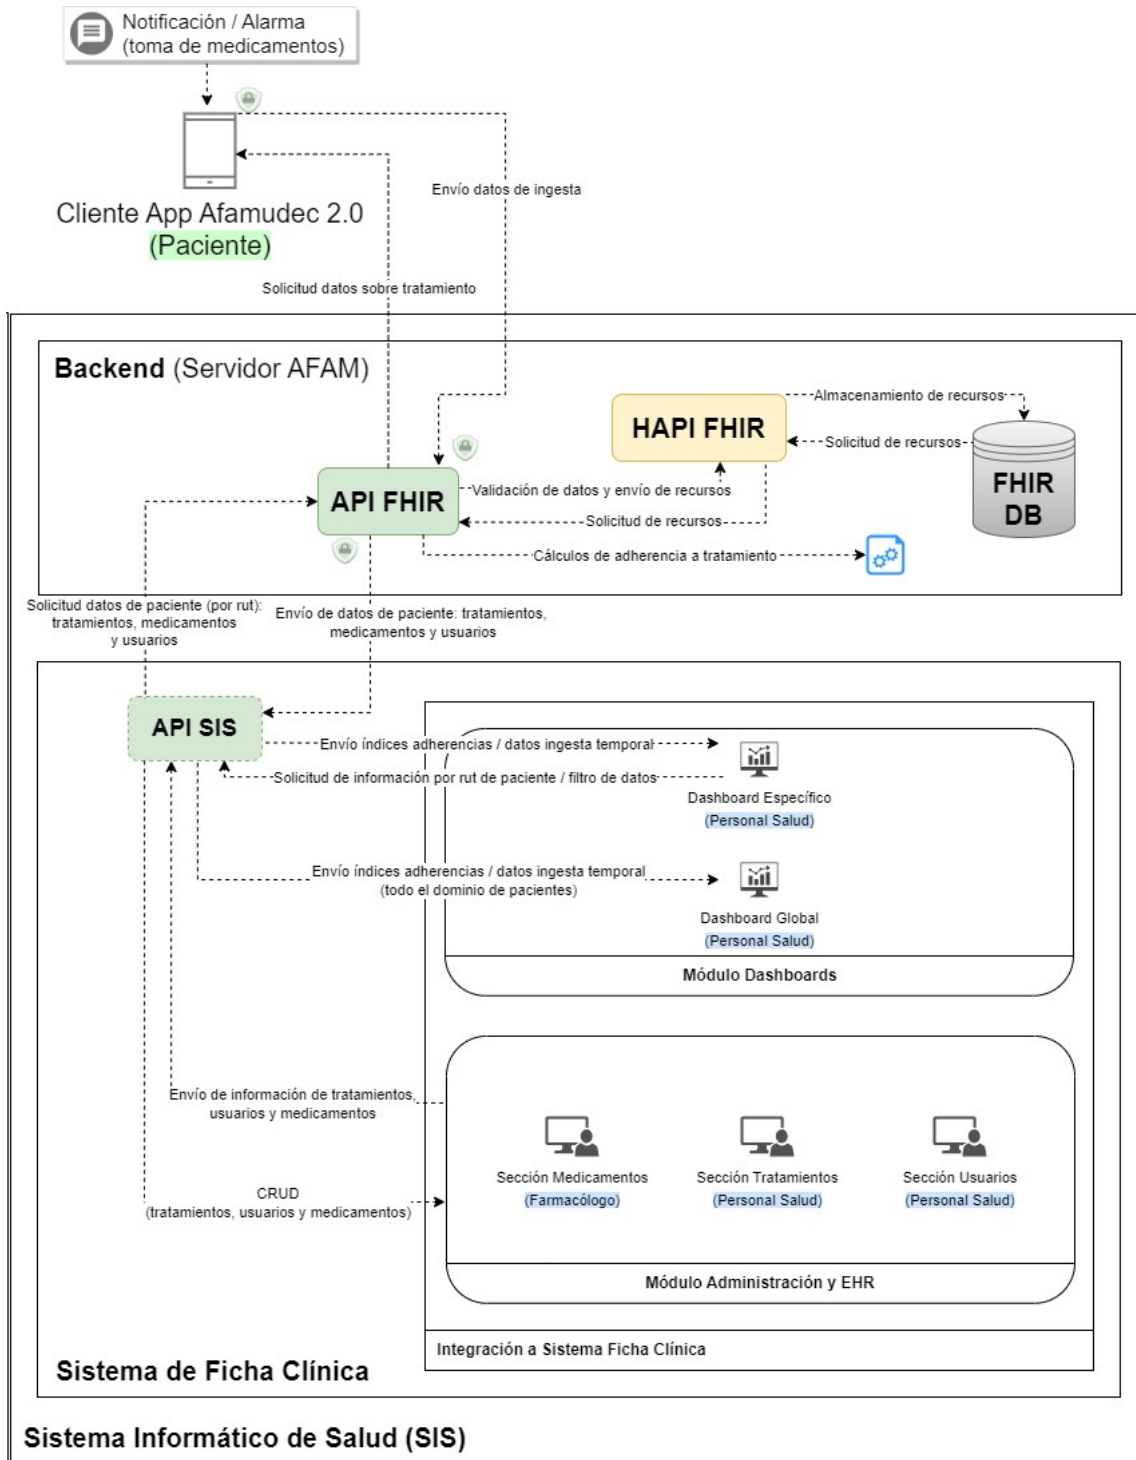 Notificación / Alarma
(toma de medicamentos)
Envío datos de ingesta
Cliente App Afamudec 2.0
(Paciente)
Solicitud datos sobre tratamiento
Backend (Servidor AFAM)
HAPI FHIR
Almacenamiento de recursos
Solicitud de recursos
FHIR
DB
API FHIR
Validación de datos y envío de recursos
Solicitud de recursos
Cálculos de adherencia a tratamiento
Solicitud datos de paciente (por rut):
tratamientos, medicamentos
y usuarios
Envío de datos de paciente: tratamientos,
medicamentos y usuarios
API SIS
Envío índices adherencias / datos ingesta temporal
Solicitud de información por rut de paciente / filtro de datos
Dashboard Específico
(Personal Salud)
Envío índices adherencias / datos ingesta temporal
(todo el dominio de pacientes)
Dashboard Global
(Personal Salud)
Módulo Dashboards
Envío de información de tratamientos,
usuarios y medicamentos
Sección Medicamentos
(Farmacólogo)
Sección Tratamientos
(Personal Salud)
Sección Usuarios
(Personal Salud)
CRUD
(tratamientos, usuarios y medicamentos)
Módulo Administración y EHR
Integración a Sistema Ficha Clínica
Sistema de Ficha Clínica
Sistema Informático de Salud (SIS)